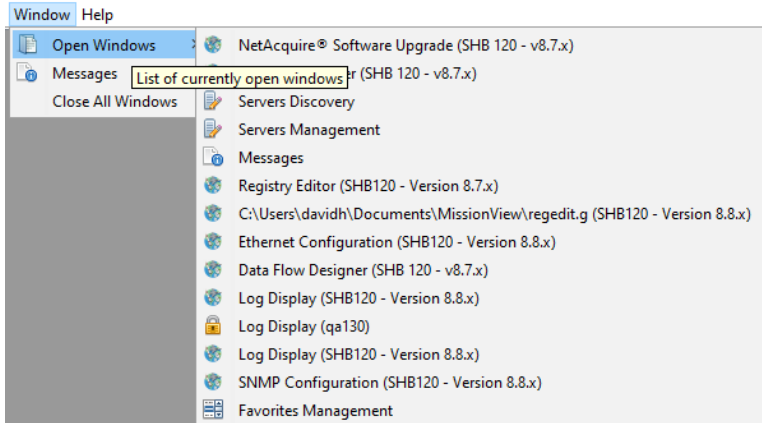 Window Help
Open Windows
Messages
Close All Windows
List of currently open windows
NetAcquire® Software Upgrade (SHB 120 - v8.7.x)
er (SHB 120 - v8.7.x)
Servers Discovery
Servers Management
Messages
Registry Editor (SHB120 - Version 8.7.x)
C:\Users\davidh\Documents\MissionView\regedit.g (SHB120 - Version 8.8.x)
Ethernet Configuration (SHB120 - Version 8.8.x)
Data Flow Designer (SHB 120 - v8.7.x)
Log Display (SHB120 - Version 8.8.x)
Log Display (qa130)
Log Display (SHB120 - Version 8.8.x)
SNMP Configuration (SHB120 - Version 8.8.x)
Favorites Management